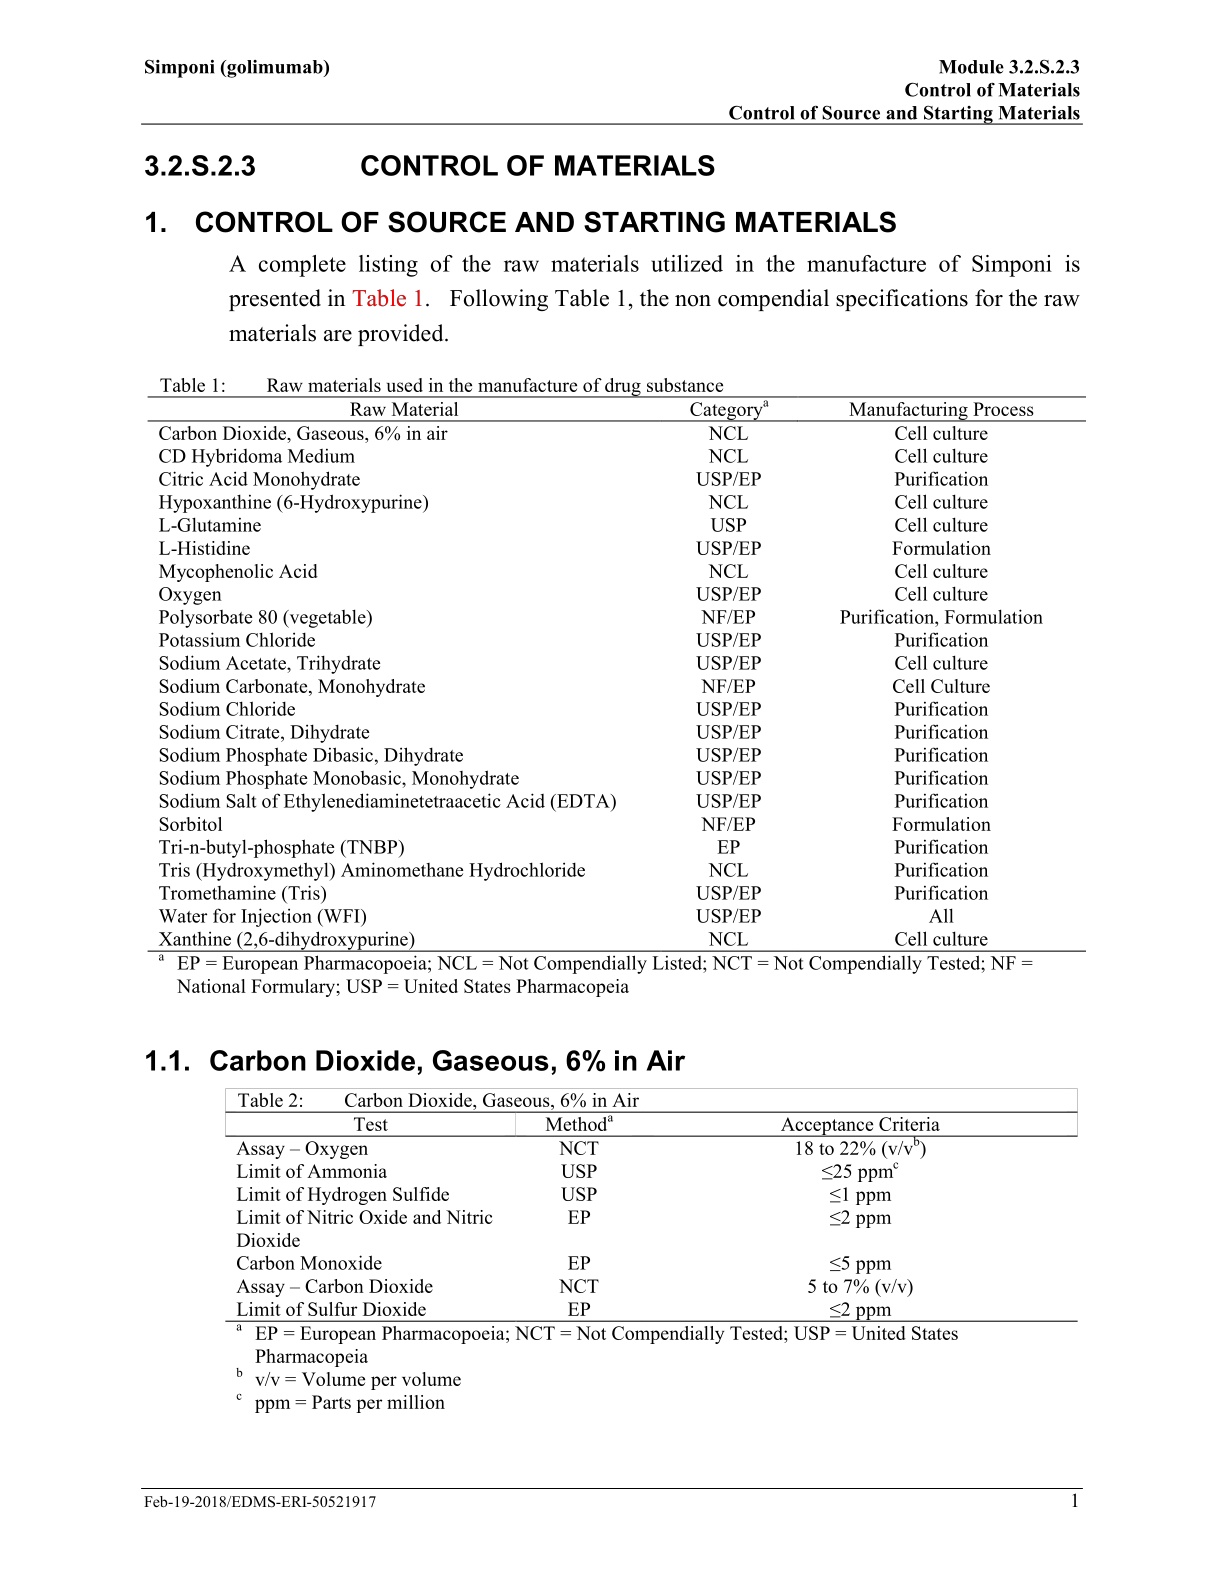 Simponi (golimumab) Module 3.2.S.2.3
Control of Materials
Control of Source and Starting Materials
3.2.S.2.3 CONTROL OF MATERIALS
1. CONTROL OF SOURCE AND STARTING MATERIALS
A complete listing of the raw materials utilized in the manufacture of Simponi is
presented in Table 1. Following Table 1, the non compendial specifications for the raw
materials are provided.
Table 1: Raw materials used in the manufacture of drug substance
Raw Material Category^a Manufacturing Process
Carbon Dioxide, Gaseous, 6% in air NCL Cell culture
CD Hybridoma Medium NCL Cell culture
Citric Acid Monohydrate USP/EP Purification
Hypoxanthine (6-Hydroxypurine) NCL Cell culture
L-Glutamine USP Cell culture
L-Histidine USP/EP Formulation
Mycophenolic Acid NCL Cell culture
Oxygen USP/EP Cell culture
Polysorbate 80 (vegetable) NF/EP Purification, Formulation
Potassium Chloride USP/EP Purification
Sodium Acetate, Trihydrate USP/EP Cell culture
Sodium Carbonate, Monohydrate NF/EP Cell Culture
Sodium Chloride USP/EP Purification
Sodium Citrate, Dihydrate USP/EP Purification
Sodium Phosphate Dibasic, Dihydrate USP/EP Purification
Sodium Phosphate Monobasic, Monohydrate USP/EP Purification
Sodium Salt of Ethylenediaminetetraacetic Acid (EDTA) USP/EP Purification
Sorbitol NF/EP Formulation
Tri-n-butyl-phosphate (TNBP) EP Purification
Tris (Hydroxymethyl) Aminomethane Hydrochloride NCL Purification
Tromethamine (Tris) USP/EP Purification
Water for Injection (WFI) USP/EP All
Xanthine (2,6-dihydroxypurine) NCL Cell culture
a EP = European Pharmacopoeia; NCL = Not Compendially Listed; NCT = Not Compendially Tested; NF =
National Formulary; USP = United States Pharmacopeia
1.1. Carbon Dioxide, Gaseous, 6% in Air
Table 2: Carbon Dioxide, Gaseous, 6% in Air
Test Method^a Acceptance Criteria
Assay – Oxygen NCT 18 to 22% (v/v^b)
Limit of Ammonia USP ≤25 ppm^c
Limit of Hydrogen Sulfide USP ≤1 ppm
Limit of Nitric Oxide and Nitric EP ≤2 ppm
Dioxide
Carbon Monoxide EP ≤5 ppm
Assay – Carbon Dioxide NCT 5 to 7% (v/v)
Limit of Sulfur Dioxide EP ≤2 ppm
a EP = European Pharmacopoeia; NCT = Not Compendially Tested; USP = United States
Pharmacopeia
b v/v = Volume per volume
c ppm = Parts per million
Feb-19-2018/EDMS-ERI-50521917 1